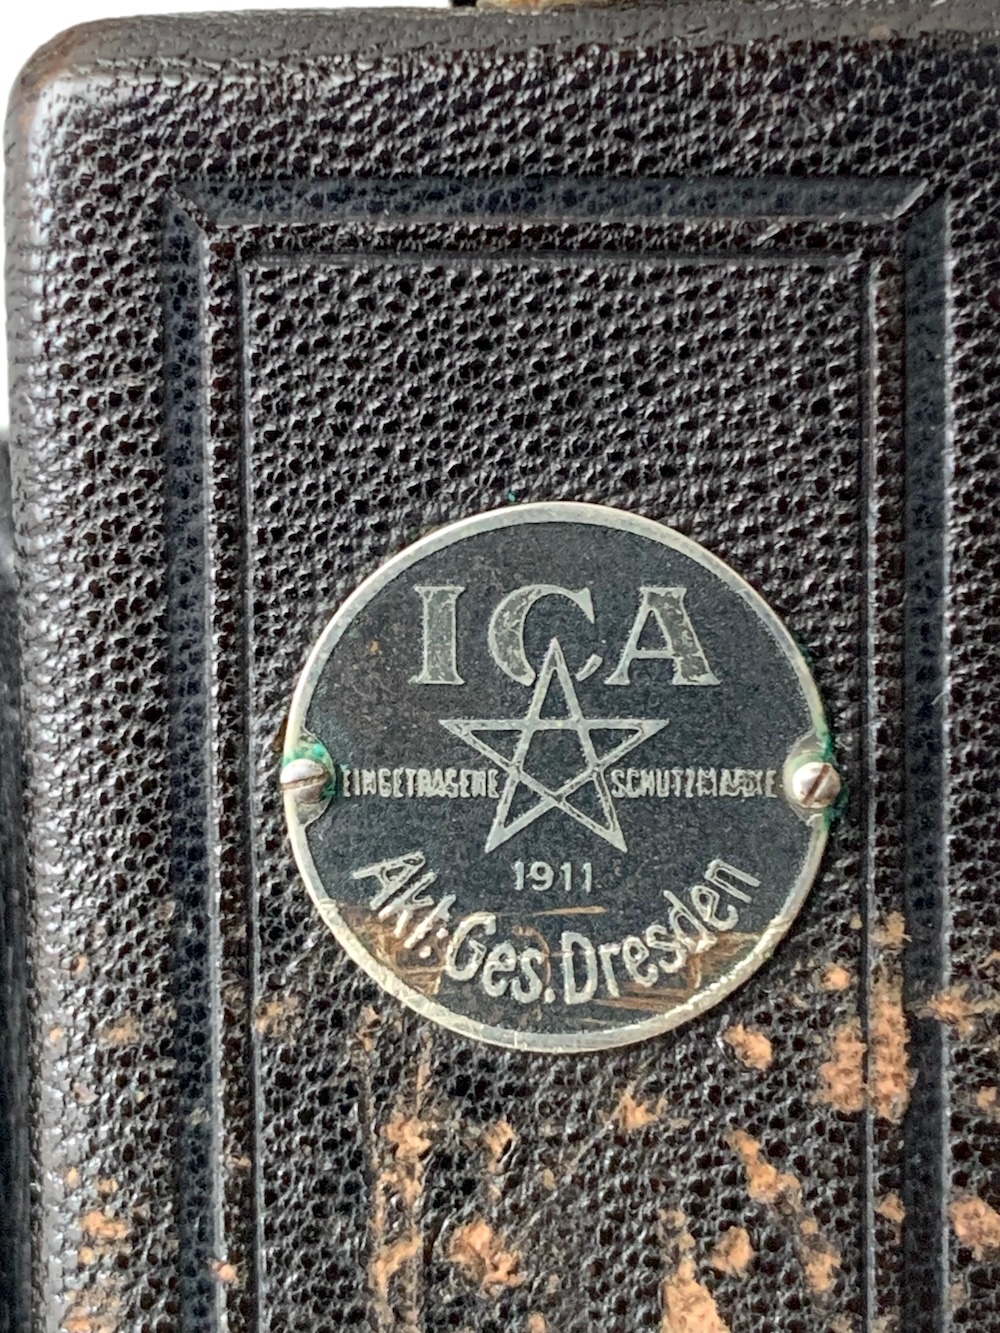 ICA
EINGETRAGENE SCHUTZMARKE
1911
Akt:Ges.Dresden